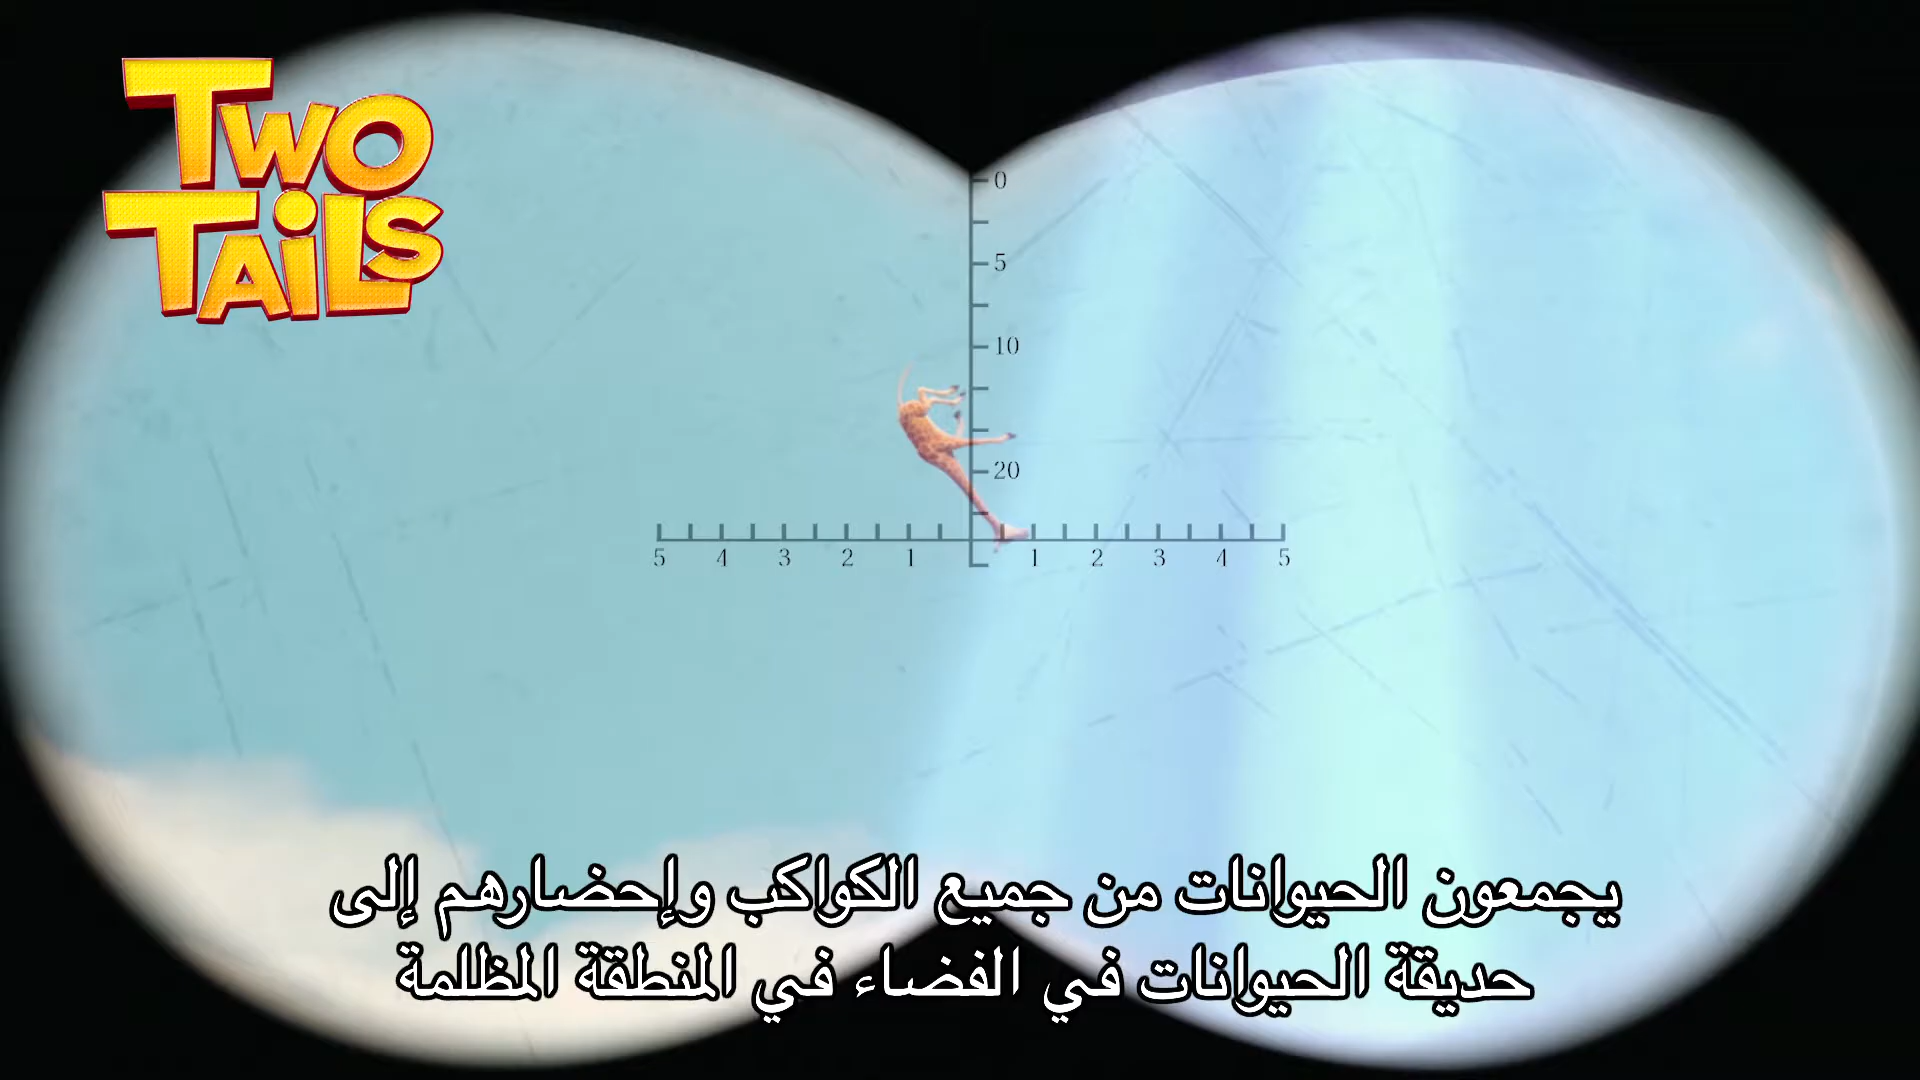 TWO
TAILS
0
5
10
20
5 4 3 2 1 1 2 3 4 5
يجمعون الحيوانات من جميع الكواكب وإحضارهم إلى
حديقة الحيوانات في الفضاء في المنطقة المظلمة